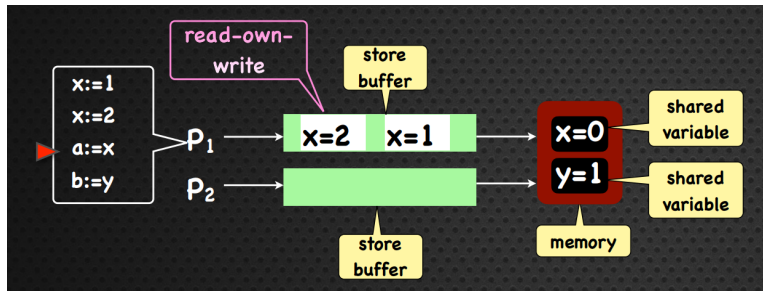 read-own-
write
store
buffer
x:=1
x:=2
a:=x
b:=y
P1
x=2
x=1
x=0
shared
variable
P2
y=1
shared
variable
store
buffer
memory